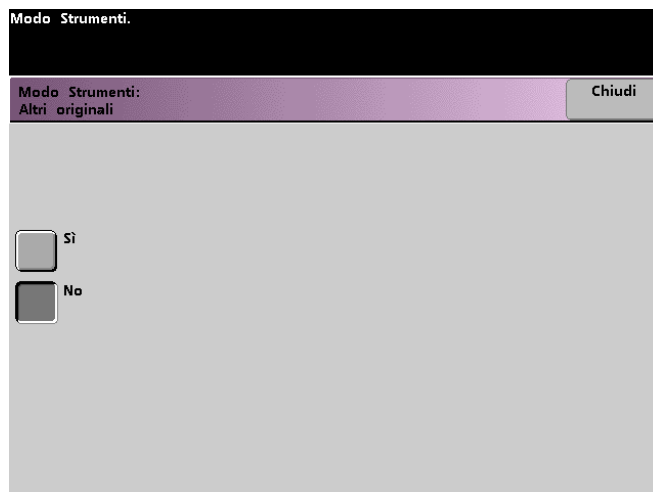 Modo Strumenti.
Modo Strumenti:
Altri originali
Chiudi
Sì
No